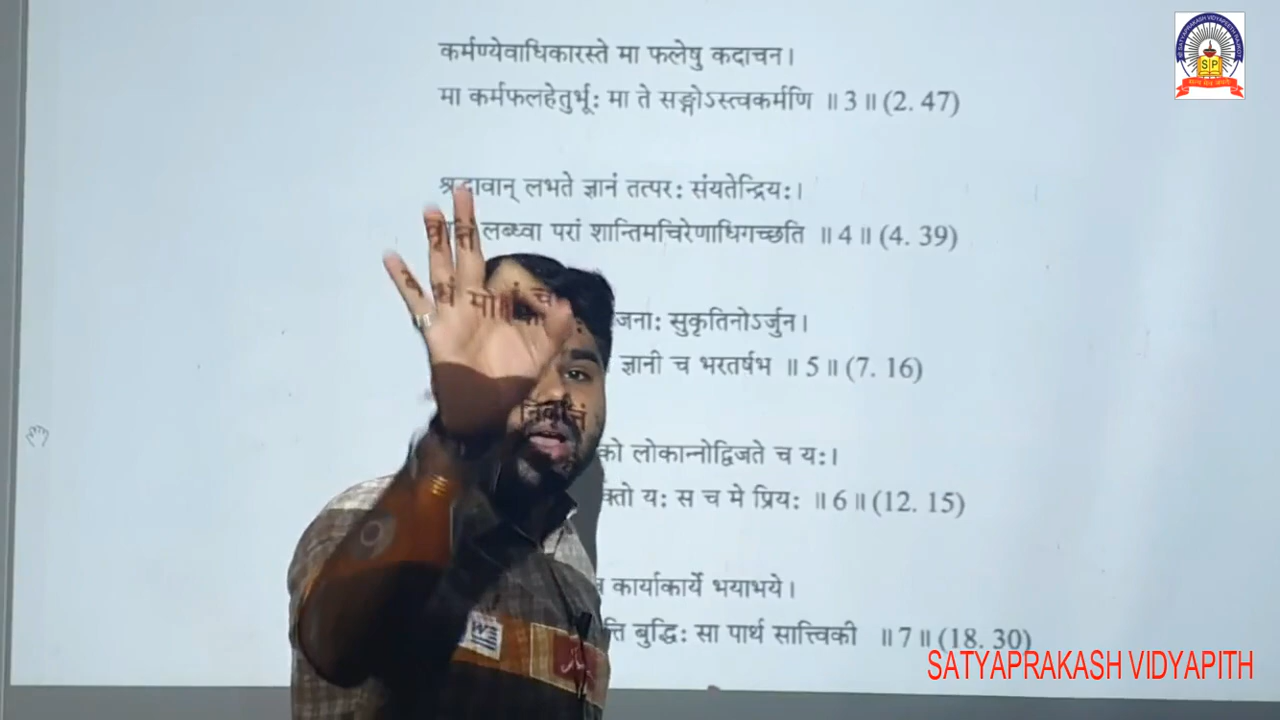 कर्मण्येवाधिकारस्ते मा फलेषु कदाचन।
मा कर्मफलहेतुर्भूः मा ते सङ्गोऽस्त्वकर्मणि ॥3॥ (2. 47)
श्रद्धावान् लभते ज्ञानं तत्परः संयतेन्द्रियः।
लब्ध्वा परां शान्तिमचिरेणाधिगच्छति ॥4॥ (4. 39)
जनाः सुकृतिनोऽर्जुन।
ज्ञानी च भरतर्षभ ॥5॥ (7. 16)
को लोकान्नोद्विजते च यः।
क्तो यः स च मे प्रियः ॥6॥ (12. 15)
कार्याकार्ये भयाभये।
त्ति बुद्धिः सा पार्थ सात्त्विकी ॥7॥ (18. 30)
SP
SATYAPRAKASH VIDYAPITH